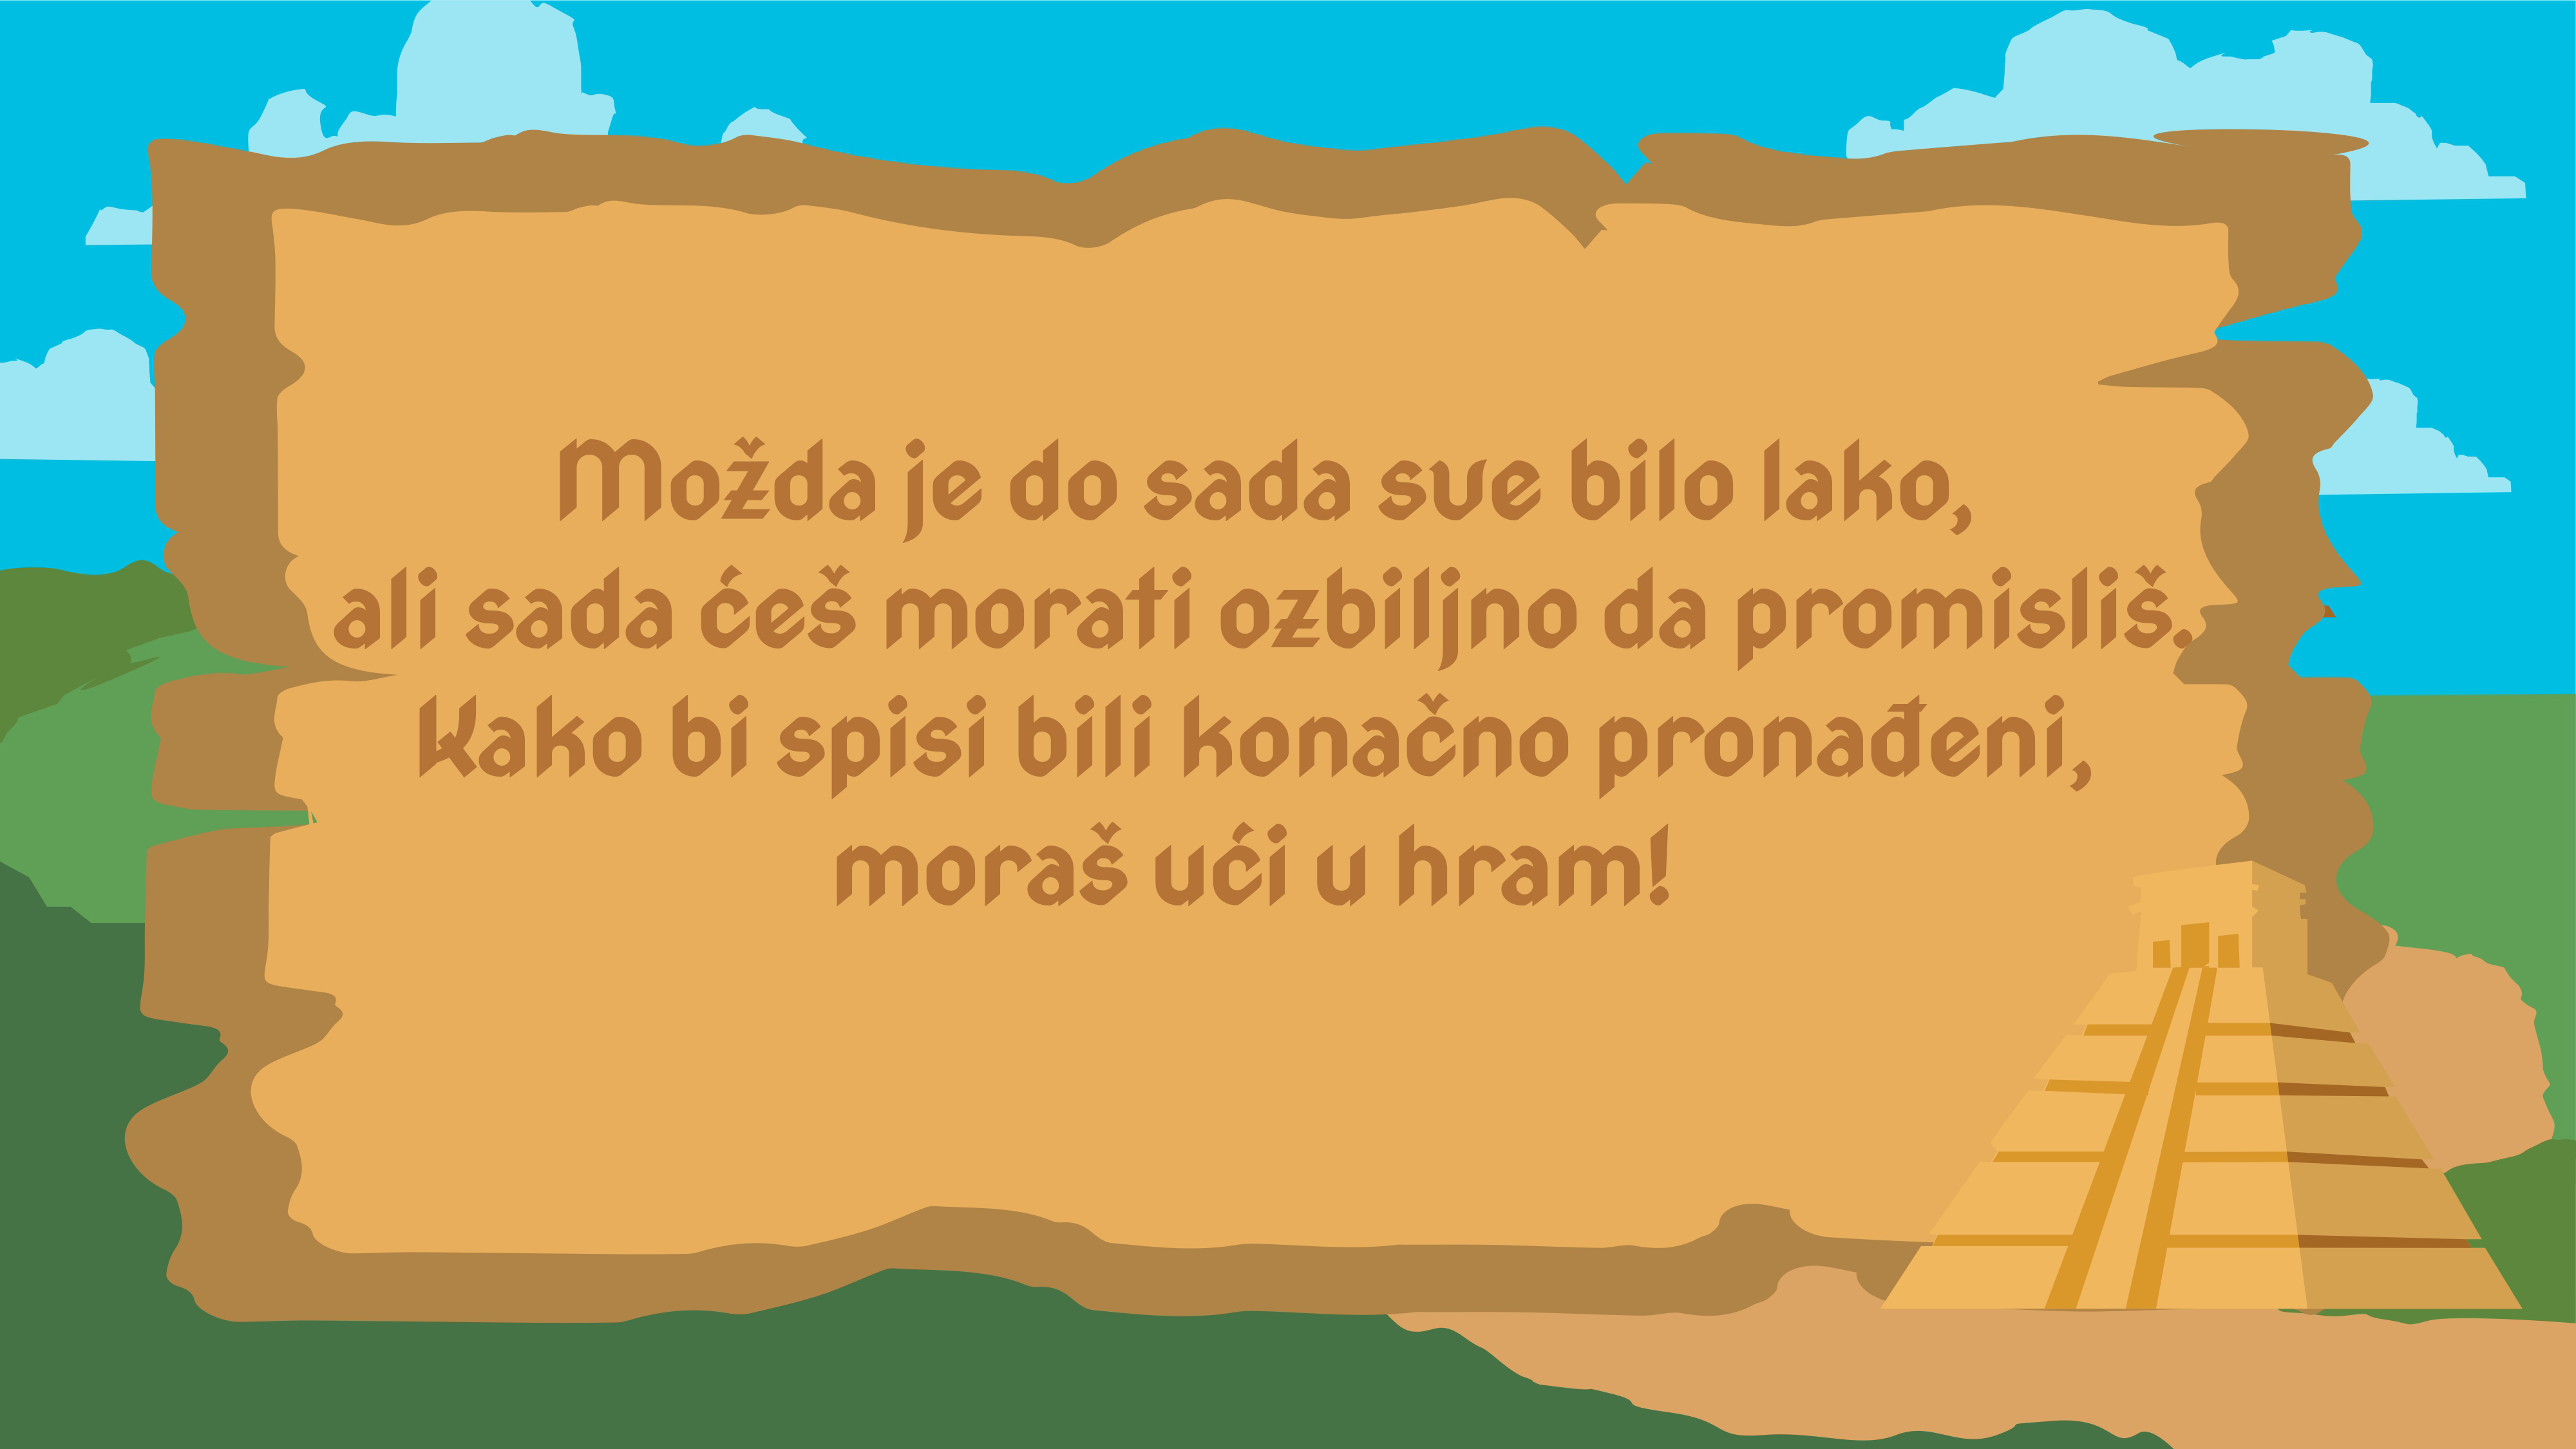 Možda je do sada sve bilo lako,
ali sada ćeš morati ozbiljno da promisliš.
Kako bi spisi bili konačno pronađeni,
moraš ući u hram!